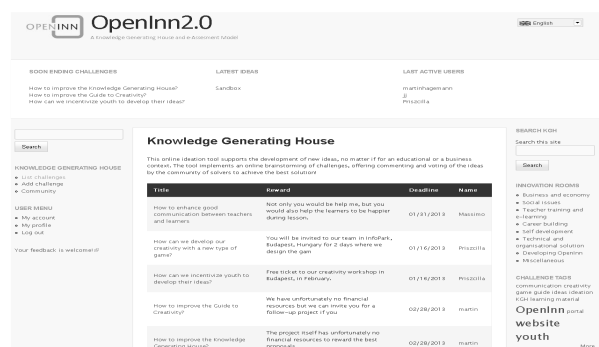 OPENINN
OpenInn2.0
A Knowledge Generating House and e-Assessment Model
English
SOON ENDING CHALLENGES
How to improve the Knowledge Generating House?
How to improve the Guide to Creativity?
How can we incentivize youth to develop their ideas?
LATEST IDEAS
Sandbox
LAST ACTIVE USERS
martinhagemann
jj
Priszcilla
Search
KNOWLEDGE GENERATING HOUSE
List challenges
Add challenge
Community
USER MENU
My account
My profile
Log out
Your feedback is welcome!
Knowledge Generating House
This online ideation tool supports the development of new ideas, no matter if for an educational or a business
context. The tool implements an online brainstorming of challenges, offering commenting and voting of the ideas
by the community of solvers to achieve the best solution!
Title Reward Deadline Name
How to enhance good
communication between teachers
and learners
Not only you would be help me, but you
would also help the learners to be happier
during lesson.
01/31/2013 Massimo
How can we develop our
creativity with a new type of
game?
You will be invited to our team in InfoPark,
Budapest, Hungary for 2 days where we
design the gam
01/16/2013 Priszcilla
How can we incentivize youth to
develop their ideas?
Free ticket to our creativity workshop in
Budapest, in February.
01/16/2013 Priszcilla
How to improve the Guide to
Creativity?
We have unfortunately no financial
resources but we can invite you for a
follow-up project if you
02/28/2013 martin
How to improve the Knowledge
Generating House?
The project itself has unfortunately no
financial resources to reward the best
proposals
02/28/2013 martin
SEARCH KGH
Search this site
Search
INNOVATION ROOMS
Business and economy
Social issues
Teacher training and
e-learning
Career building
Self development
Technical and
organisational solution
Developing OpenInn
Miscellaneous
CHALLENGE TAGS
communication creativity
game guide ideas ideation
KGH learning material
OpenInn portal
website
youth
More